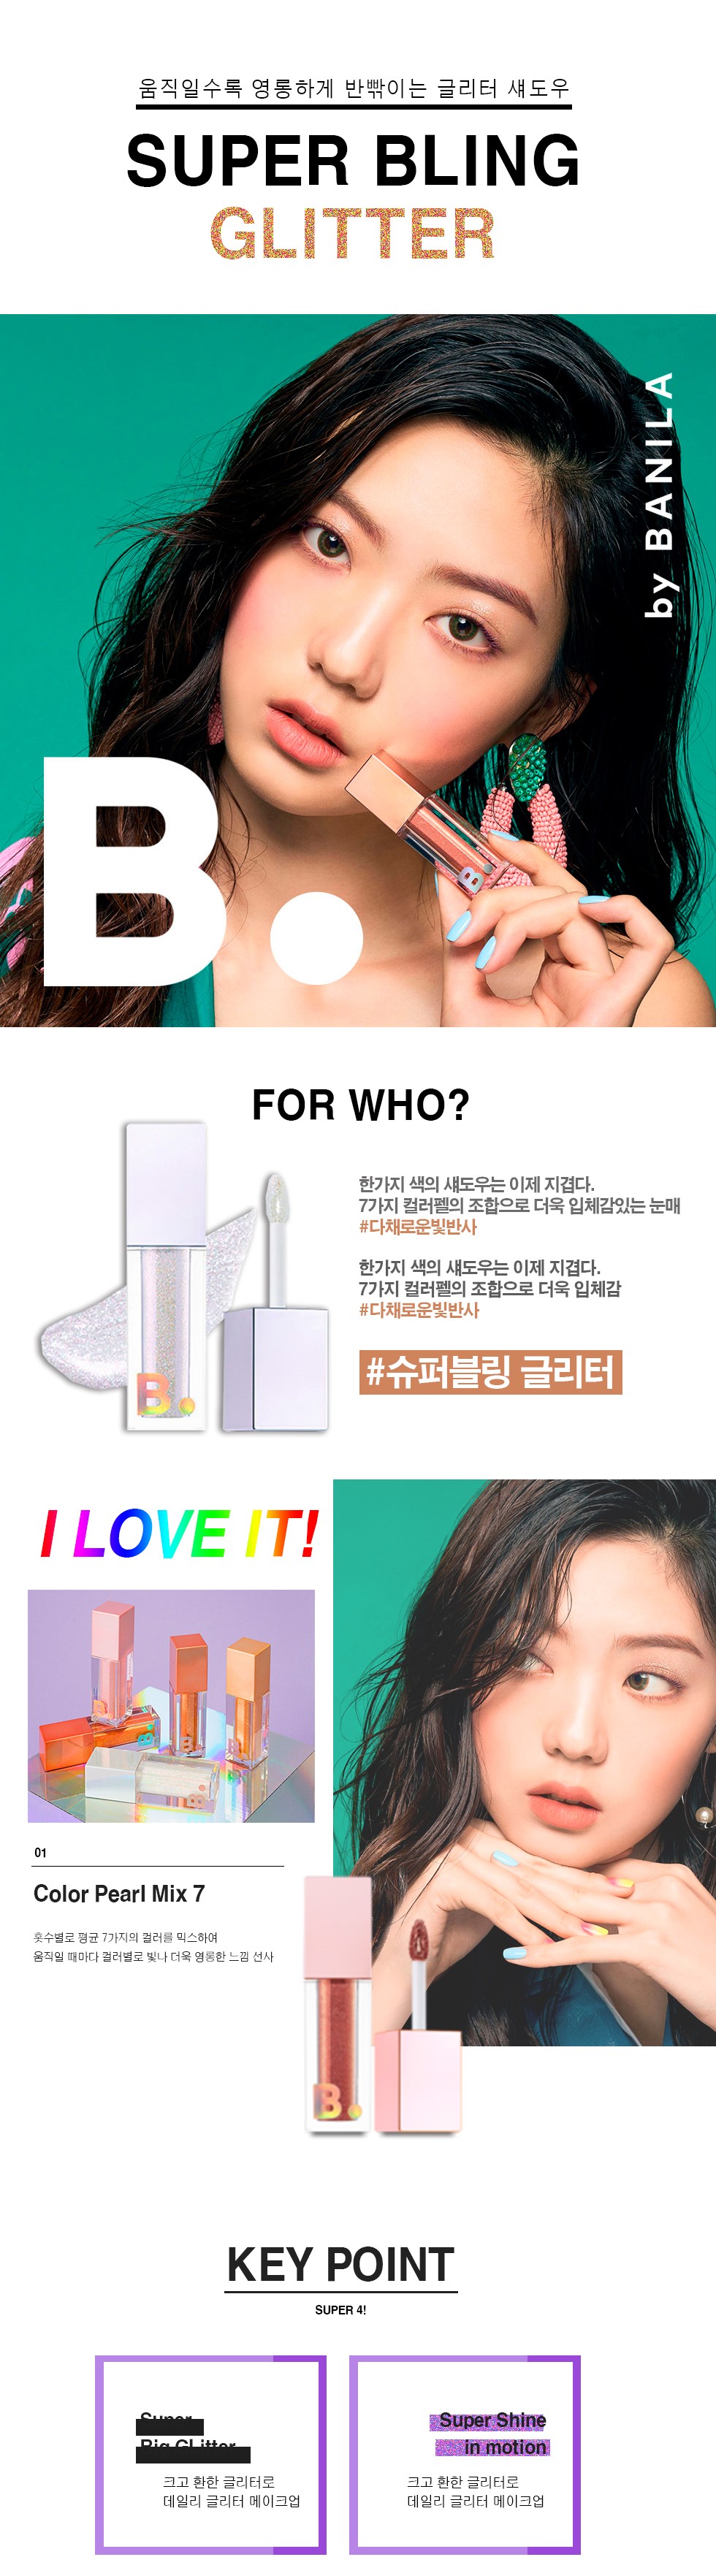 움직일수록 영롱하게 반빢이는 글리터 섀도우
SUPER BLING
GLITTER
by BANILA
B.
B.
FOR WHO?
한가지 색의 섀도우는 이제 지겹다.
7가지 컬러펠의 조합으로 더욱 입체감있는 눈매
#다채로운빛반사
한가지 색의 섀도우는 이제 지겹다.
7가지 컬러펠의 조합으로 더욱 입체감
#다채로운빛반사
#슈퍼블링 글리터
B.
I LOVE IT!
B.
B.
B.
01
Color Pearl Mix 7
홋수별로 평균 7가지의 컬러를 믹스하여
움직일 때마다 컬러별로 빛나 더욱 영롱한 느낌 선사
B.
KEY POINT
SUPER 4!
Super
Big GLitter
크고 환한 글리터로
데일리 글리터 메이크업
Super Shine
in motion
크고 환한 글리터로
데일리 글리터 메이크업